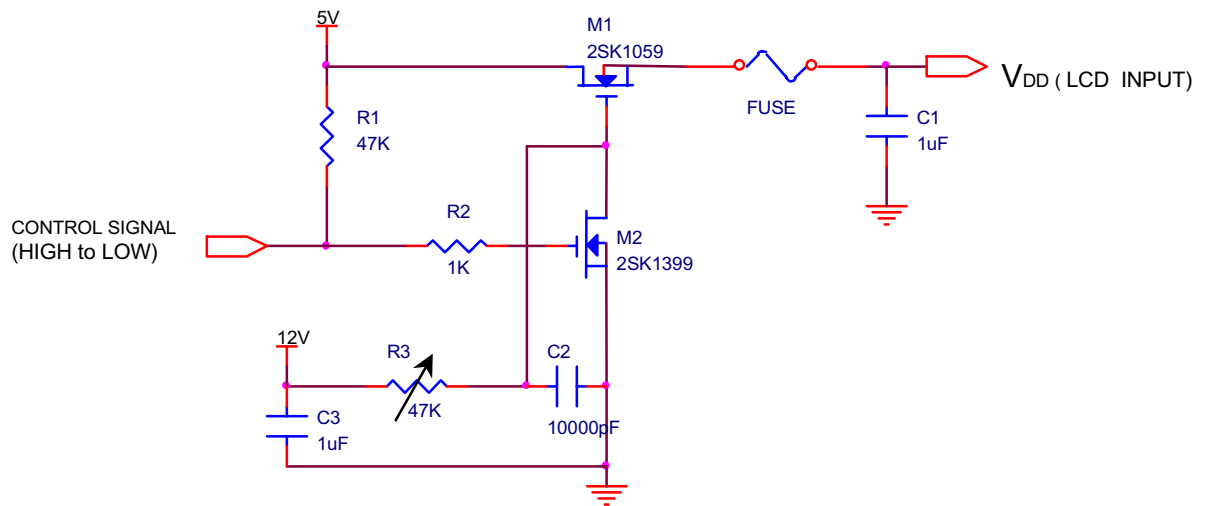 5V
M1
2SK1059
FUSE
VDD ( LCD INPUT)
R1
47K
C1
1uF
CONTROL SIGNAL
(HIGH to LOW)
R2
1K
M2
2SK1399
12V
R3
47K
C2
10000pF
C3
1uF